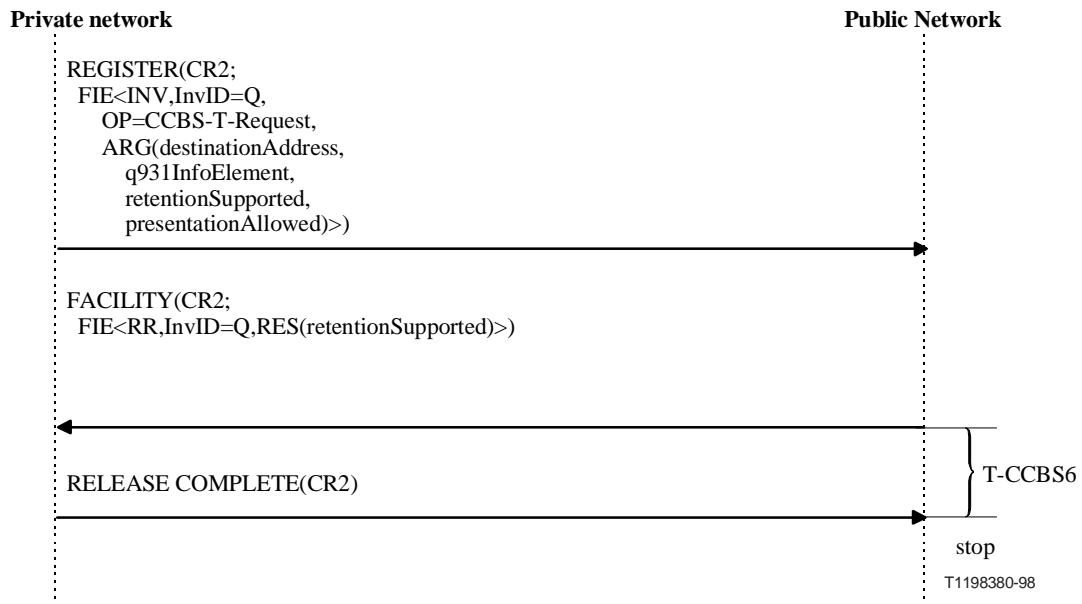 Private network
Public Network
REGISTER(CR2;
FIE<INV,InvID=Q,
OP=CCBS-T-Request,
ARG(destinationAddress,
q931InfoElement,
retentionSupported,
presentationAllowed)>)
FACILITY(CR2;
FIE<RR,InvID=Q,RES(retentionSupported)>)
T-CCBS6
RELEASE COMPLETE(CR2)
stop
T1198380-98